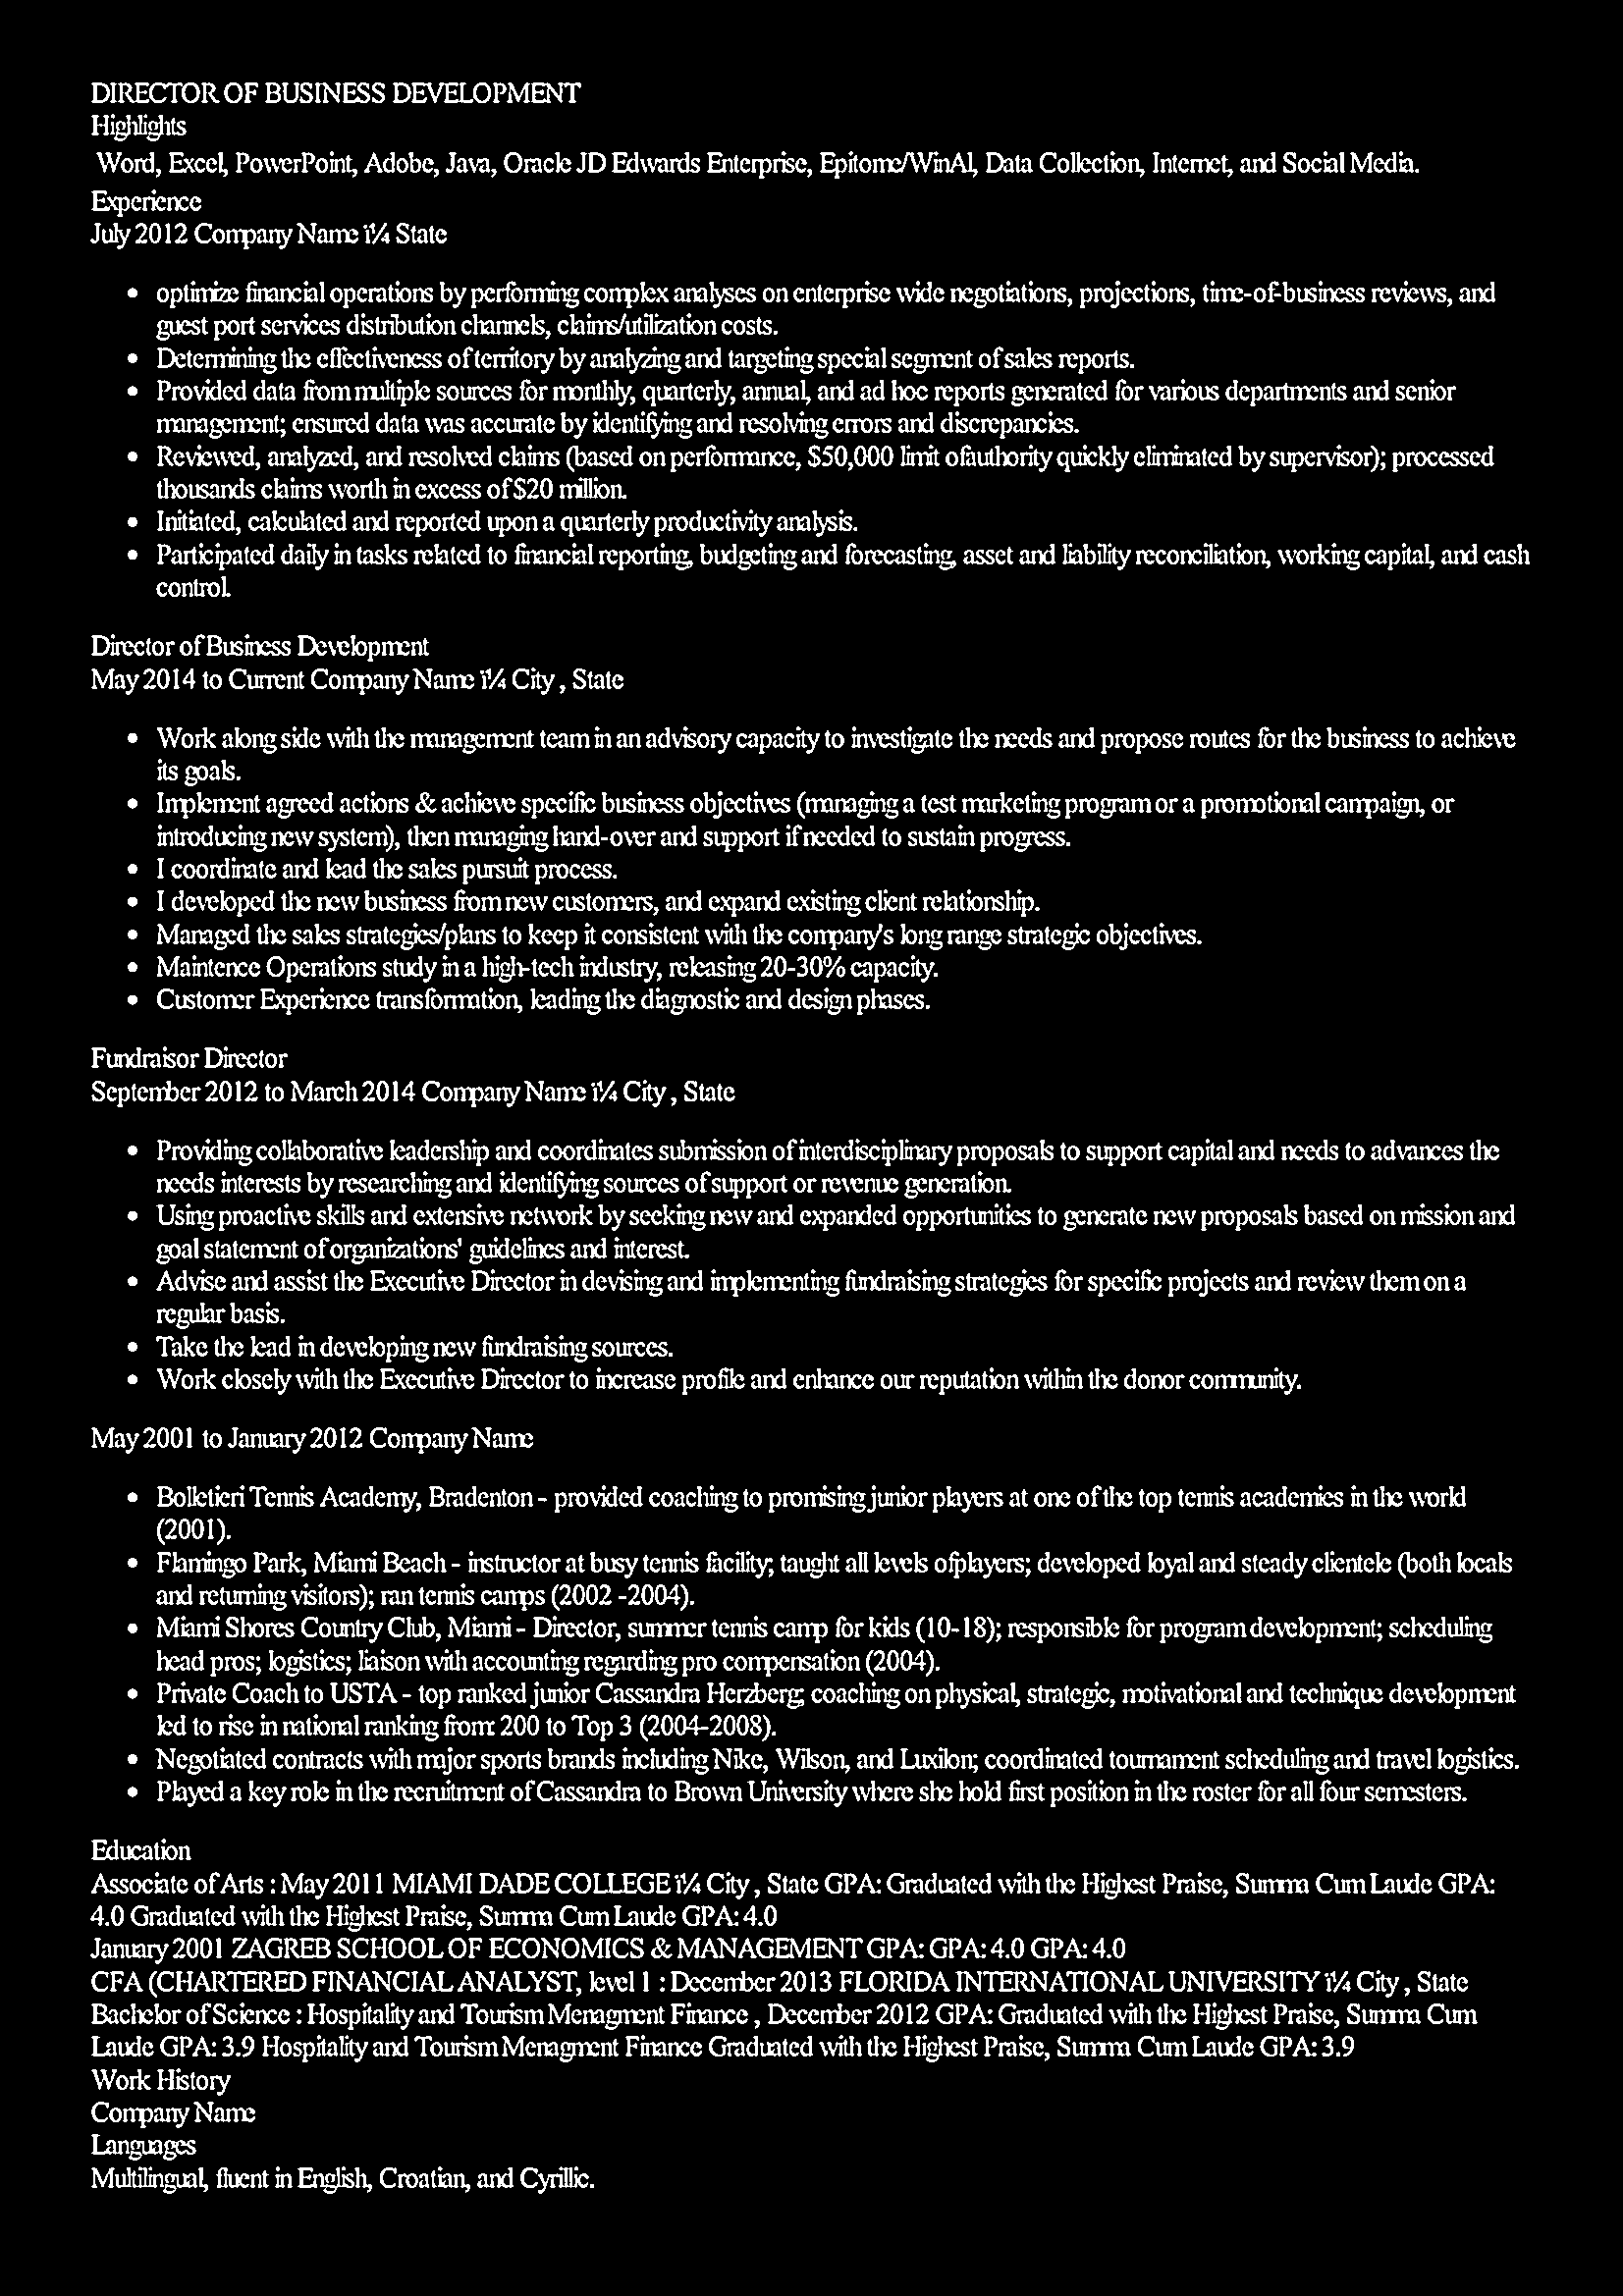 DIRECTOR OF BUSINESS DEVELOPMENT
Highlights
Word, Excel, PowerPoint, Adobe, Java, Oracle JD Edwards Enterprise, Epitome/WinAl, Data Collection, Internet, and Social Media.
Experience
July 2012 Company Name ï¼ State
• optimize financial operations by performing complex analyses on enterprise wide negotiations, projections, time-of-business reviews, and
guest port services distribution channels, claims/utilization costs.
• Determining the effectiveness of territory by analyzing and targeting special segment of sales reports.
• Provided data from multiple sources for monthly, quarterly, annual, and ad hoc reports generated for various departments and senior
management; ensured data was accurate by identifying and resolving errors and discrepancies.
• Reviewed, analyzed, and resolved claims (based on performance, $50,000 limit of authority quickly eliminated by supervisor); processed
thousands claims worth in excess of $20 million.
• Initiated, calculated and reported upon a quarterly productivity analysis.
• Participated daily in tasks related to financial reporting, budgeting and forecasting, asset and liability reconciliation, working capital, and cash
control.
Director of Business Development
May 2014 to Current Company Name ï¼ City , State
• Work along side with the management team in an advisory capacity to investigate the needs and propose routes for the business to achieve
its goals.
• Implement agreed actions & achieve specific business objectives (managing a test marketing program or a promotional campaign, or
introducing new system), then managing hand-over and support if needed to sustain progress.
• I coordinate and lead the sales pursuit process.
• I developed the new business from new customers, and expand existing client relationship.
• Managed the sales strategies/plans to keep it consistent with the company's long range strategic objectives.
• Maintence Operations study in a high-tech industry, releasing 20-30% capacity.
• Customer Experience transformation, leading the diagnostic and design phases.
Fundraisor Director
September 2012 to March 2014 Company Name ï¼ City , State
• Providing collaborative leadership and coordinates submission of interdisciplinary proposals to support capital and needs to advances the
needs interests by researching and identifying sources of support or revenue generation.
• Using proactive skills and extensive network by seeking new and expanded opportunities to generate new proposals based on mission and
goal statement of organizations' guidelines and interest.
• Advise and assist the Executive Director in devising and implementing fundraising strategies for specific projects and review them on a
regular basis.
• Take the lead in developing new fundraising sources.
• Work closely with the Executive Director to increase profile and enhance our reputation within the donor community.
May 2001 to January 2012 Company Name
• Bolletieri Tennis Academy, Bradenton - provided coaching to promising junior players at one of the top tennis academies in the world
(2001).
• Flamingo Park, Miami Beach - instructor at busy tennis facility; taught all levels of players; developed loyal and steady clientele (both locals
and returning visitors); ran tennis camps (2002 -2004).
• Miami Shores Country Club, Miami - Director, summer tennis camp for kids (10-18); responsible for program development; scheduling
head pros; logistics; liaison with accounting regarding pro compensation (2004).
• Private Coach to USTA - top ranked junior Cassandra Herzberg; coaching on physical, strategic, motivational and technique development
led to rise in national ranking from: 200 to Top 3 (2004-2008).
• Negotiated contracts with major sports brands including Nike, Wilson, and Luxilon; coordinated tournament scheduling and travel logistics.
• Played a key role in the recruitment of Cassandra to Brown University where she hold first position in the roster for all four semesters.
Education
Associate of Arts : May 2011 MIAMI DADE COLLEGE ï¼ City , State GPA: Graduated with the Highest Praise, Summa Cum Laude GPA:
4.0 Graduated with the Highest Praise, Summa Cum Laude GPA: 4.0
January 2001 ZAGREB SCHOOL OF ECONOMICS & MANAGEMENT GPA: GPA: 4.0 GPA: 4.0
CFA (CHARTERED FINANCIAL ANALYST, level 1 : December 2013 FLORIDA INTERNATIONAL UNIVERSITY ï¼ City , State
Bachelor of Science : Hospitality and Tourism Menagment Finance , December 2012 GPA: Graduated with the Highest Praise, Summa Cum
Laude GPA: 3.9 Hospitality and Tourism Menagment Finance Graduated with the Highest Praise, Summa Cum Laude GPA: 3.9
Work History
Company Name
Languages
Multilingual, fluent in English, Croatian, and Cyrillic.